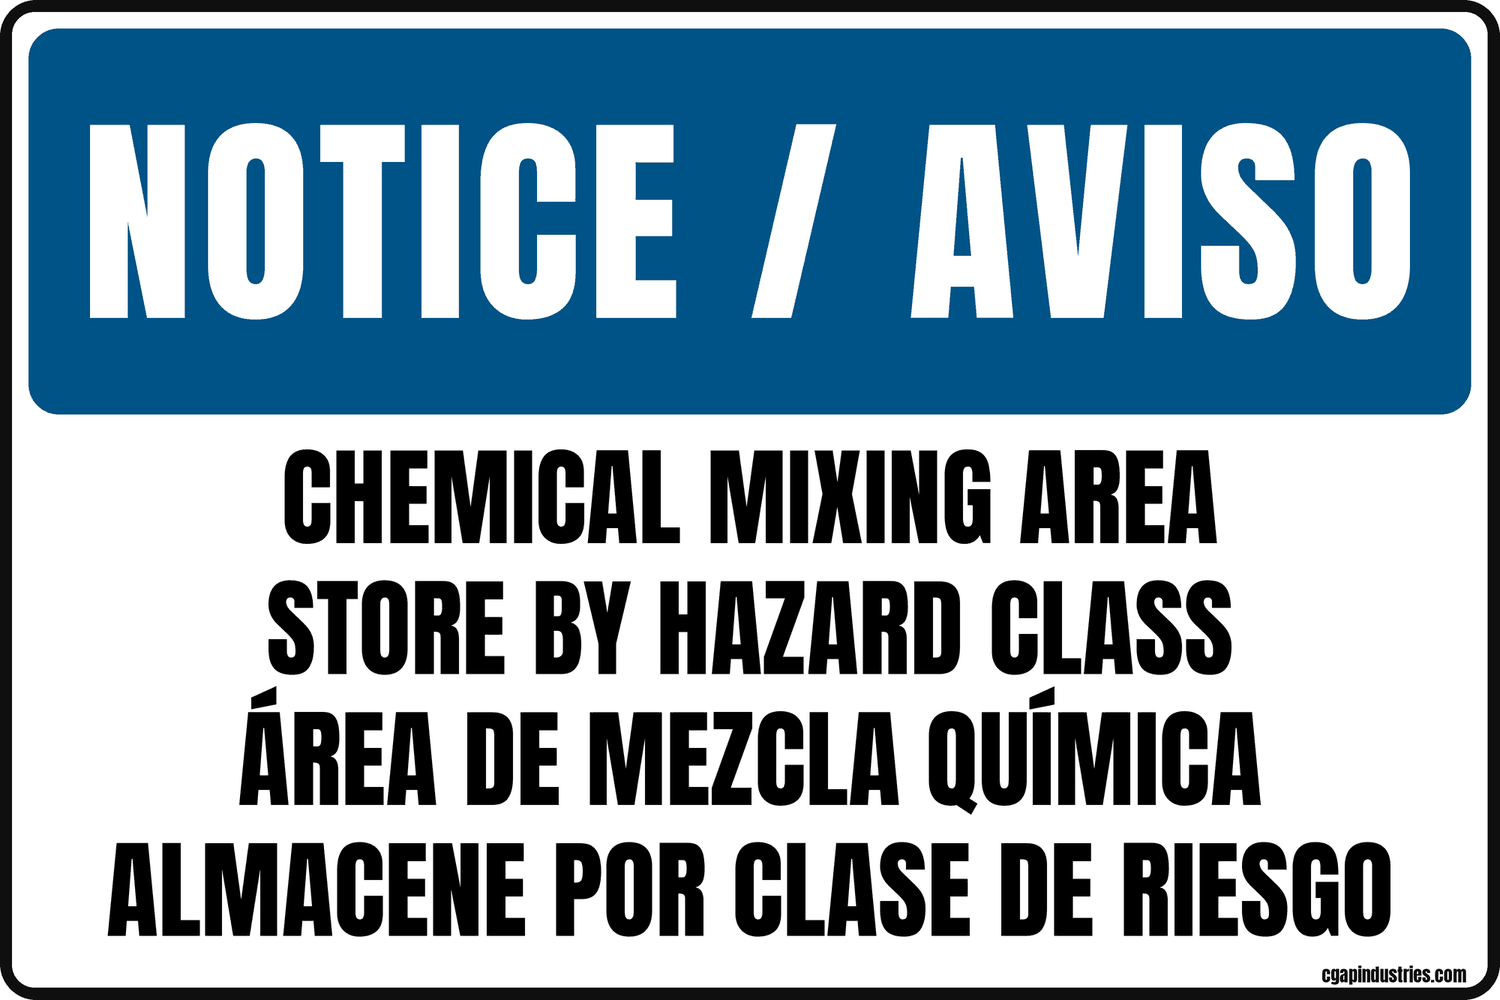 NOTICE / AVISO
CHEMICAL MIXING AREA
STORE BY HAZARD CLASS
ÁREA DE MEZCLA QUÍMICA
ALMACENE POR CLASE DE RIESGO
cgapindustries.com